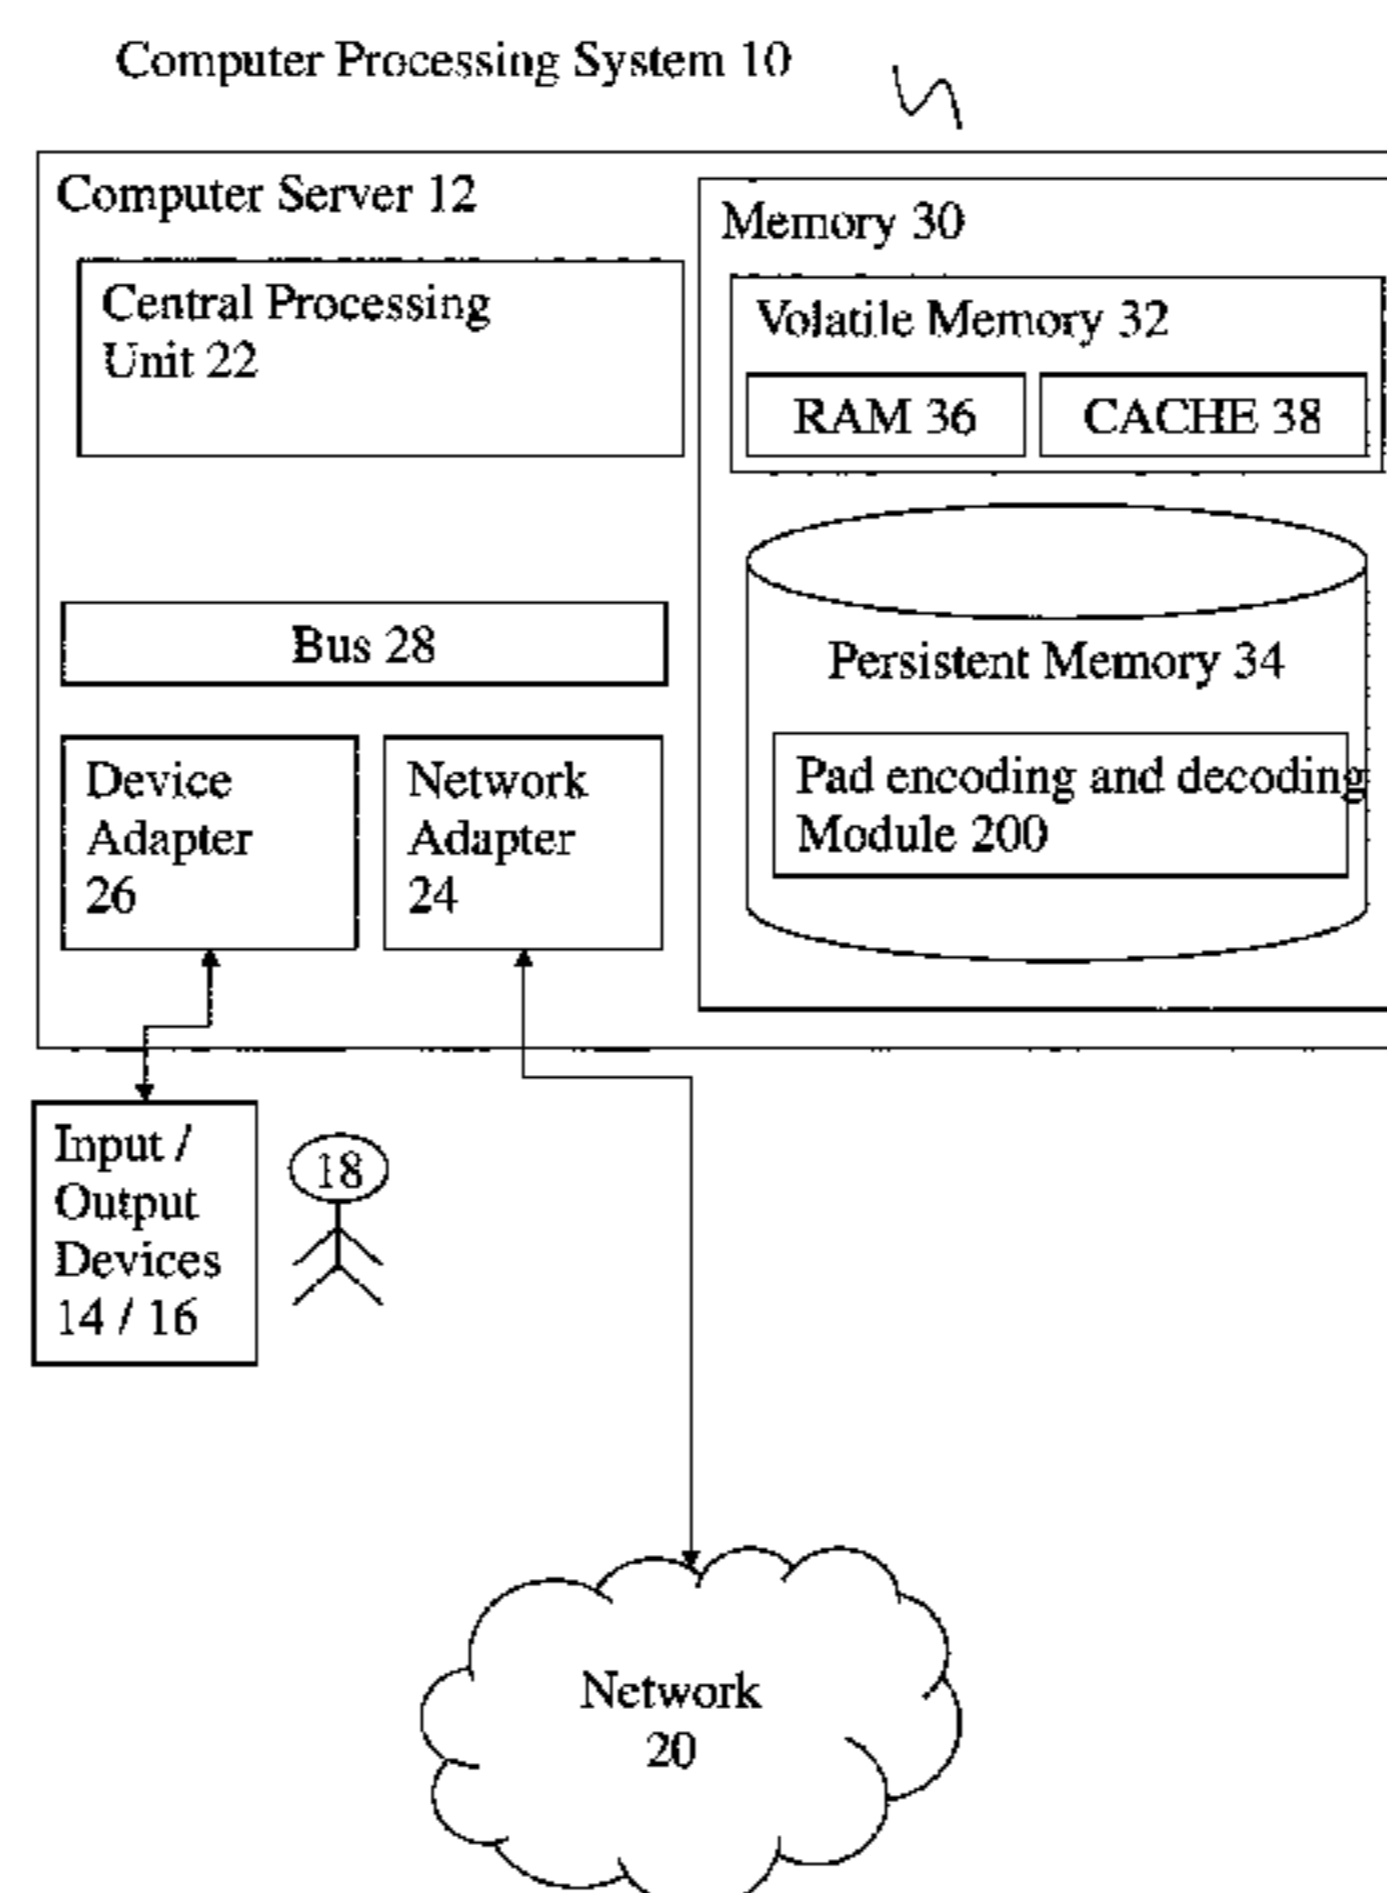 Computer Processing System 10
Computer Server 12
Central Processing
Unit 22
Bus 28
Device
Adapter
26
Network
Adapter
24
Memory 30
Volatile Memory 32
RAM 36
CACHE 38
Persistent Memory 34
Pad encoding and decoding
Module 200
Input /
Output
Devices
14 / 16
18
Network
20